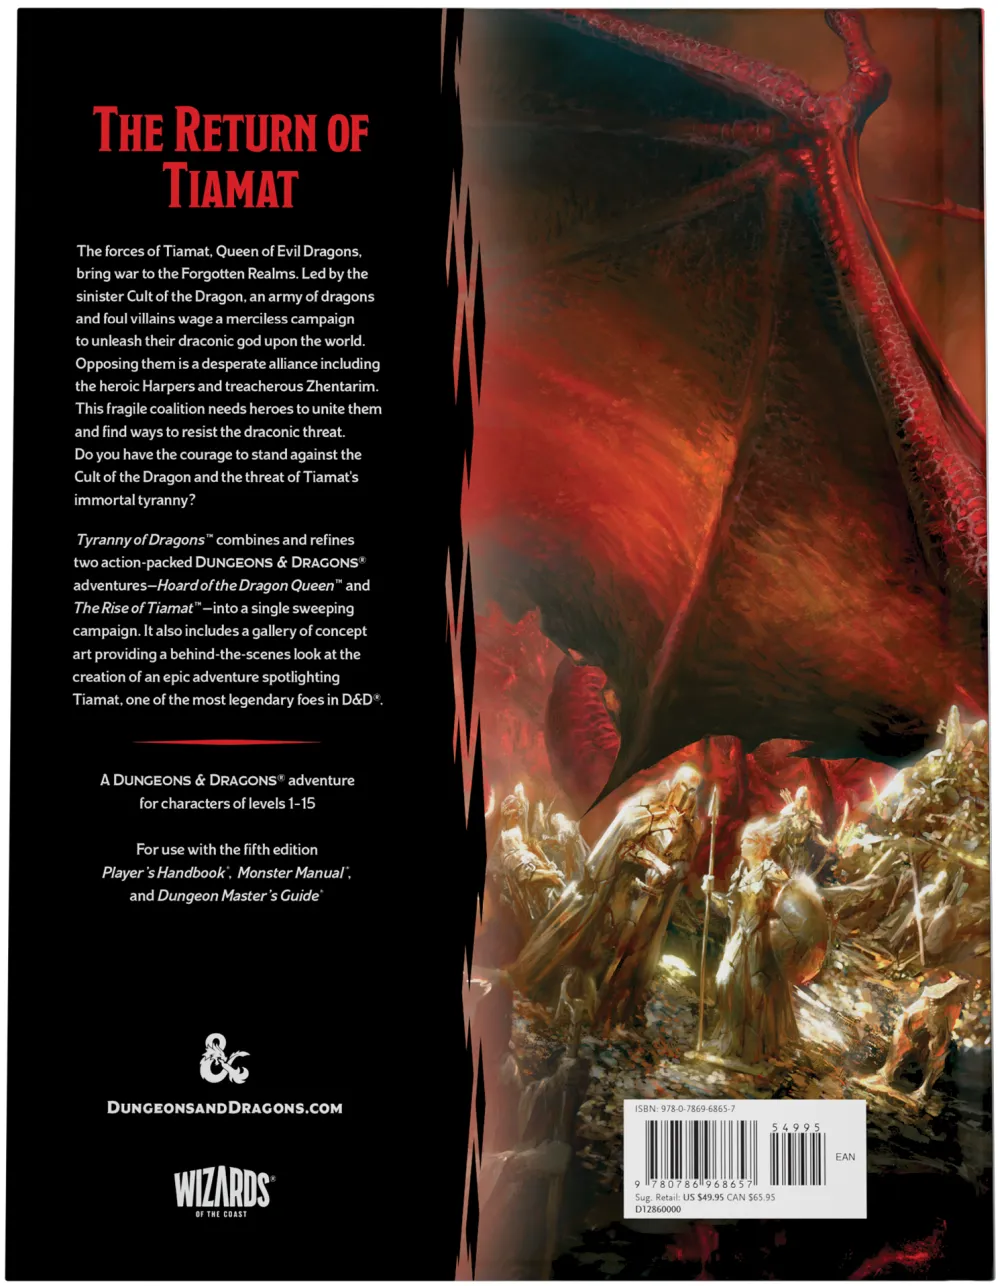 THE RETURN OF
TIAMAT
The forces of Tiamat, Queen of Evil Dragons,
bring war to the Forgotten Realms. Led by the
sinister Cult of the Dragon, an army of dragons
and foul villains wage a merciless campaign
to unleash their draconic god upon the world.
Opposing them is a desperate alliance including
the heroic Harpers and treacherous Zhentarim.
This fragile coalition needs heroes to unite them
and find ways to resist the draconic threat.
Do you have the courage to stand against the
Cult of the Dragon and the threat of Tiamat's
immortal tyranny?
Tyranny of Dragons™ combines and refines
two action-packed DUNGEONS & DRAGONS®
adventures—Hoard of the Dragon Queen™ and
The Rise of Tiamat™—into a single sweeping
campaign. It also includes a gallery of concept
art providing a behind-the-scenes look at the
creation of an epic adventure spotlighting
Tiamat, one of the most legendary foes in D&D®.
A DUNGEONS & DRAGONS® adventure
for characters of levels 1–15
For use with the fifth edition
Player's Handbook®, Monster Manual®,
and Dungeon Master's Guide®
&
DUNGEONSANDDRAGONS.COM
WIZARDS®
OF THE COAST
ISBN: 978-0-7869-6865-7
54995
EAN
9 780786 968657
Sug. Retail: US $49.95 CAN $65.95
D12860000